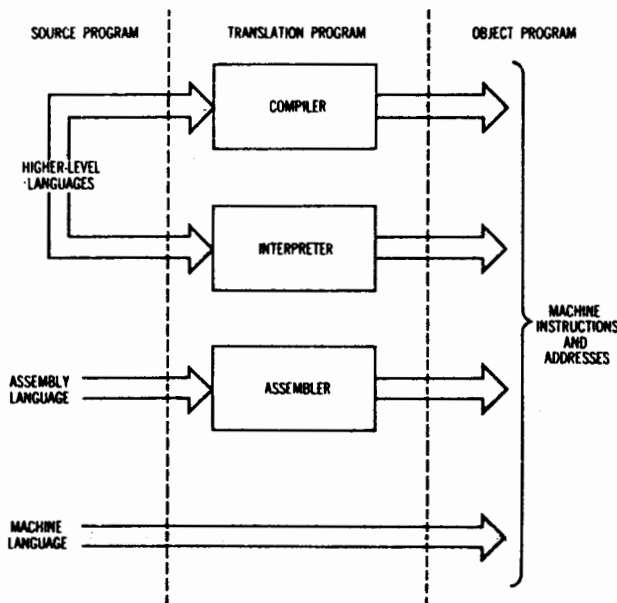 SOURCE PROGRAM
TRANSLATION PROGRAM
OBJECT PROGRAM
COMPILER
HIGHER-LEVEL
LANGUAGES
INTERPRETER
MACHINE
INSTRUCTIONS
AND
ADDRESSES
ASSEMBLY
LANGUAGE
ASSEMBLER
MACHINE
LANGUAGE